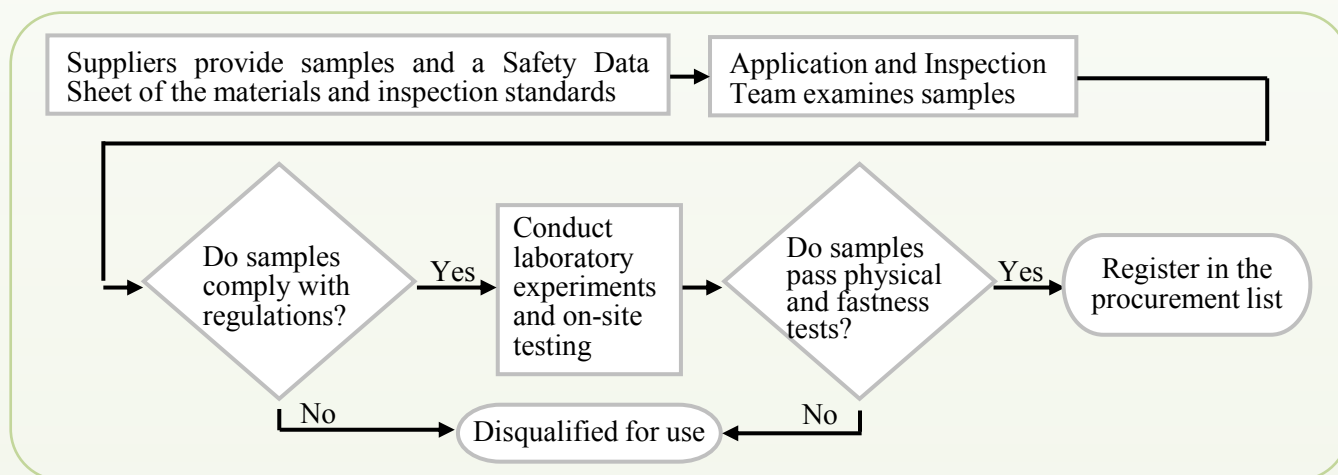 Suppliers provide samples and a Safety Data
Sheet of the materials and inspection standards
Application and Inspection
Team examines samples
Do samples
comply with
regulations?
Yes
Conduct
laboratory
experiments
and on-site
testing
Do samples
pass physical
and fastness
tests?
Yes
Register in the
procurement list
No
Disqualified for use
No